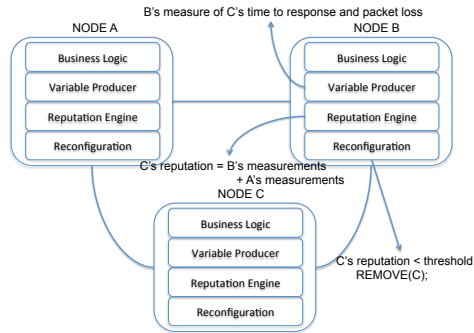 B's measure of C's time to response and packet loss
NODE A
NODE B
Business Logic
Variable Producer
Reputation Engine
Reconfiguration
Business Logic
Variable Producer
Reputation Engine
Reconfiguration
C's reputation = B's measurements
+ A's measurements
NODE C
Business Logic
Variable Producer
Reputation Engine
Reconfiguration
C's reputation < threshold
REMOVE(C);